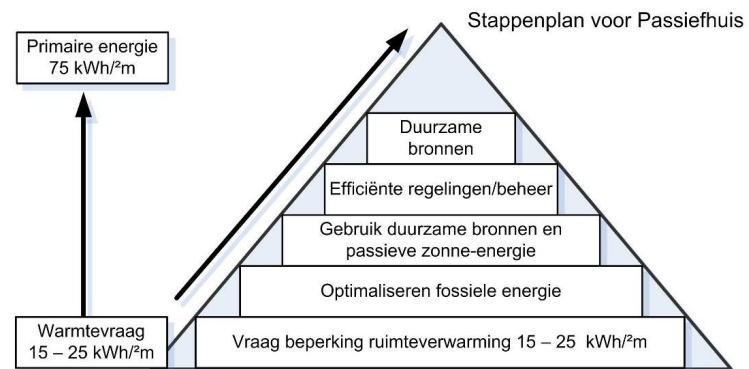 Stappenplan voor Passiefhuis
Primaire energie
75 kWh/²m
Duurzame
bronnen
Efficiënte regelingen/beheer
Gebruik duurzame bronnen en
passieve zonne-energie
Optimaliseren fossiele energie
Warmtevraag
15 – 25 kWh/²m
Vraag beperking ruimteverwarming 15 – 25 kWh/²m